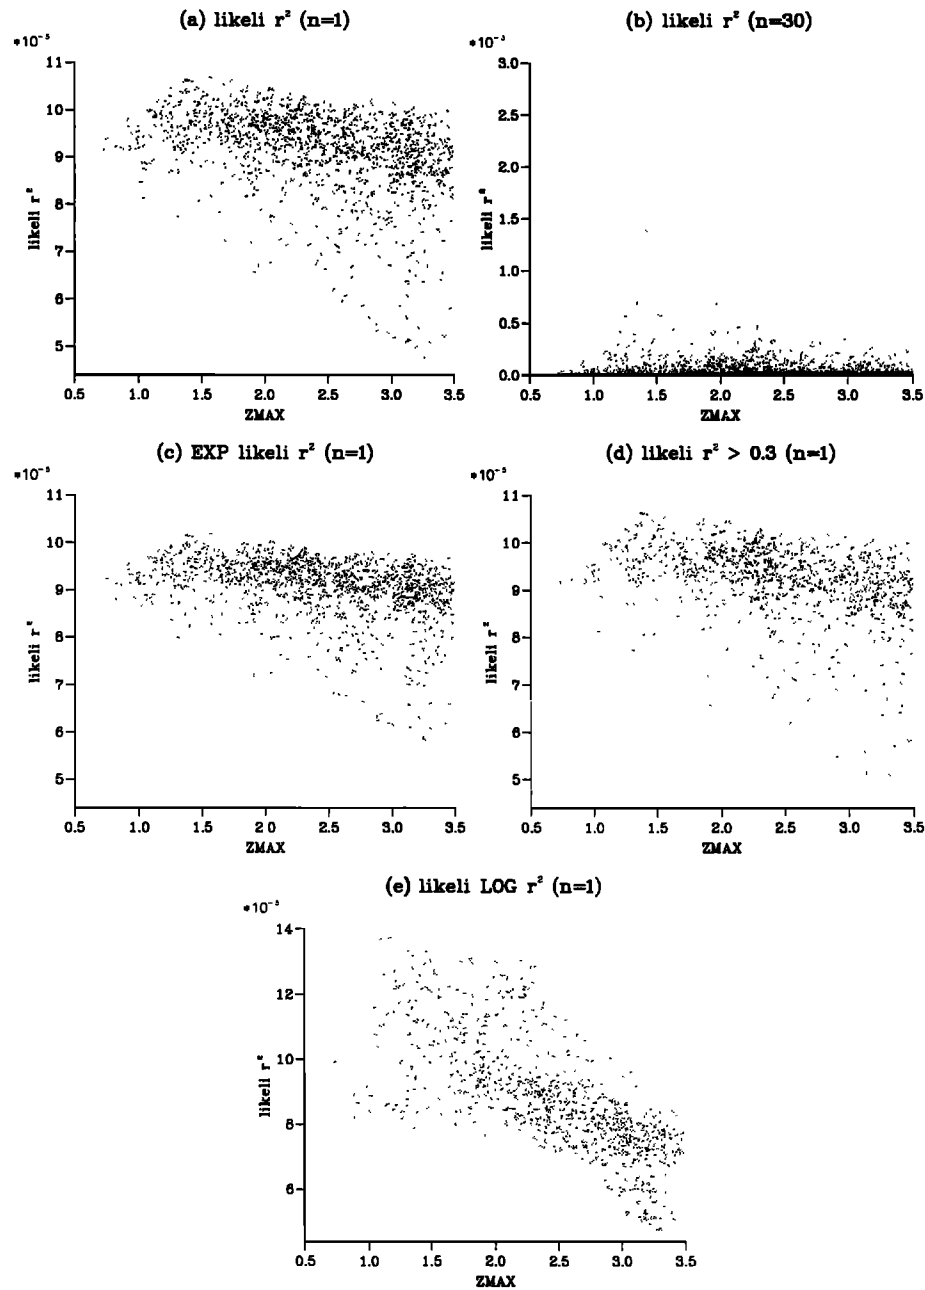 (a) likeli r² (n=1)
*10⁻⁵
11
10
9
8
7
6
5
likeli r²
0.5 1.0 1.5 2.0 2.5 3.0 3.5
ZMAX
(b) likeli r² (n=30)
*10⁻³
3.0
2.5
2.0
1.5
1.0
0.5
0.0
likeli r²
0.5 1.0 1.5 2.0 2.5 3.0 3.5
ZMAX
(c) EXP likeli r² (n=1)
*10⁻⁵
11
10
9
8
7
6
5
likeli r²
0.5 1.0 1.5 2.0 2.5 3.0 3.5
ZMAX
(d) likeli r² > 0.3 (n=1)
*10⁻⁵
11
10
9
8
7
6
5
likeli r²
0.5 1.0 1.5 2.0 2.5 3.0 3.5
ZMAX
(e) likeli LOG r² (n=1)
*10⁻⁵
14
12
10
8
6
likeli r²
0.5 1.0 1.5 2.0 2.5 3.0 3.5
ZMAX